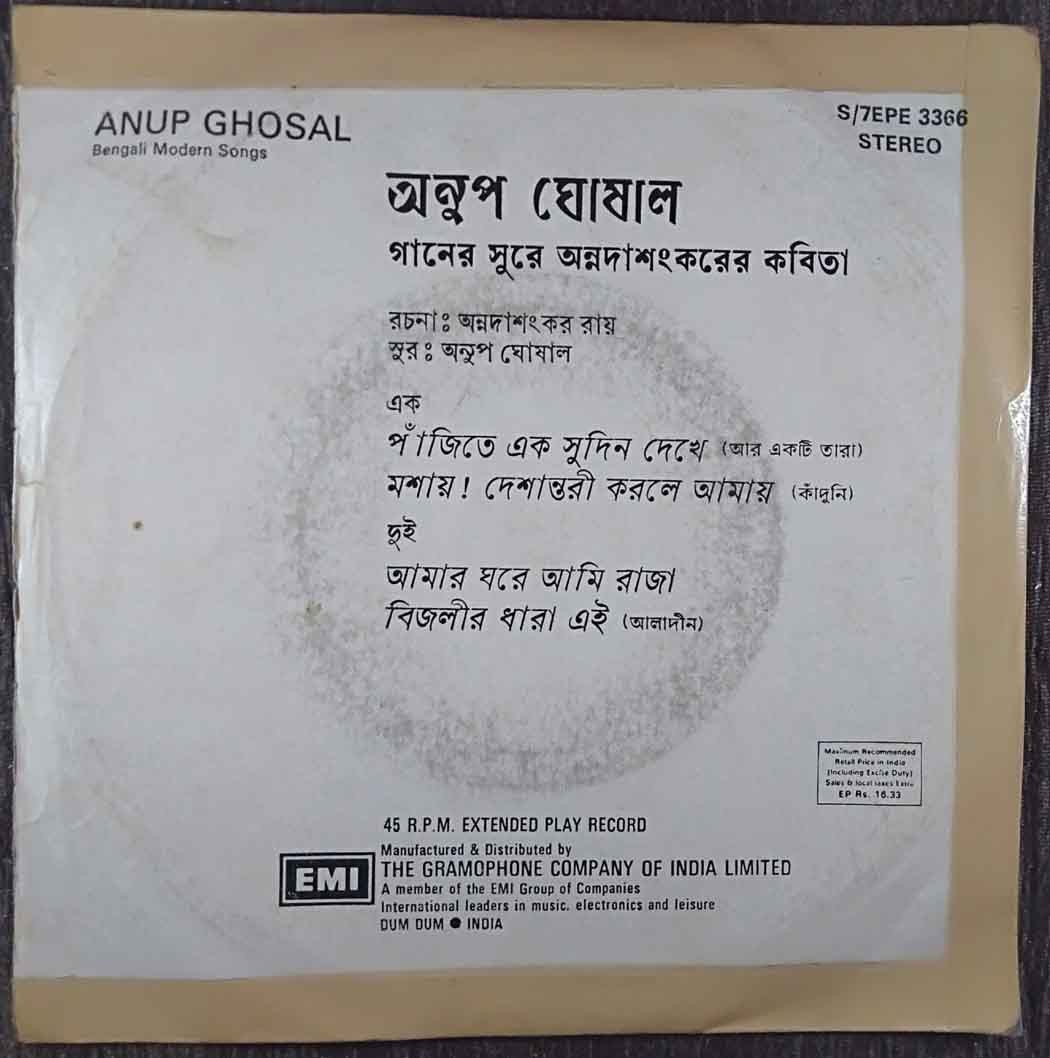 ANUP GHOSAL
Bengali Modern Songs
S/7EPE 3366
STEREO
অনুপ ঘোষাল
গানের সুরে অন্নদাশংকরের কবিতা
রচনা : অন্নদাশংকর রায়
সুর : অনুপ ঘোষাল
এক
পাঁজিতে এক সুদিন দেখে (আর একটি তারা)
মশায়! দেশান্তরী করলে আমায় (কাঁদুনি)
দুই
আমার ঘরে আমি রাজা
বিজলীর ধারা এই (আলাদীন)
Maximum Recommended
Retail Price in India
(Including Excise Duty)
Sales & local taxes Extra
EP Rs. 16.33
45 R.P.M. EXTENDED PLAY RECORD
Manufactured & Distributed by
EMI
THE GRAMOPHONE COMPANY OF INDIA LIMITED
A member of the EMI Group of Companies
International leaders in music, electronics and leisure
DUM DUM ● INDIA